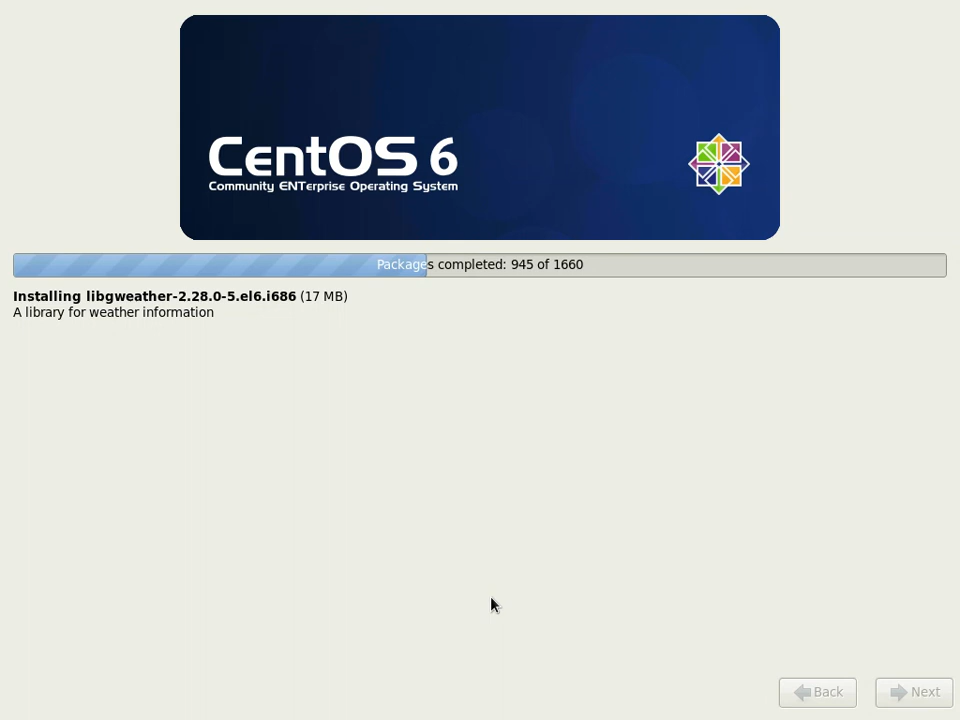 CentOS 6
Community ENTerprise Operating System
Packages completed: 945 of 1660
Installing libgweather-2.28.0-5.el6.i686 (17 MB)
A library for weather information
Back
Next